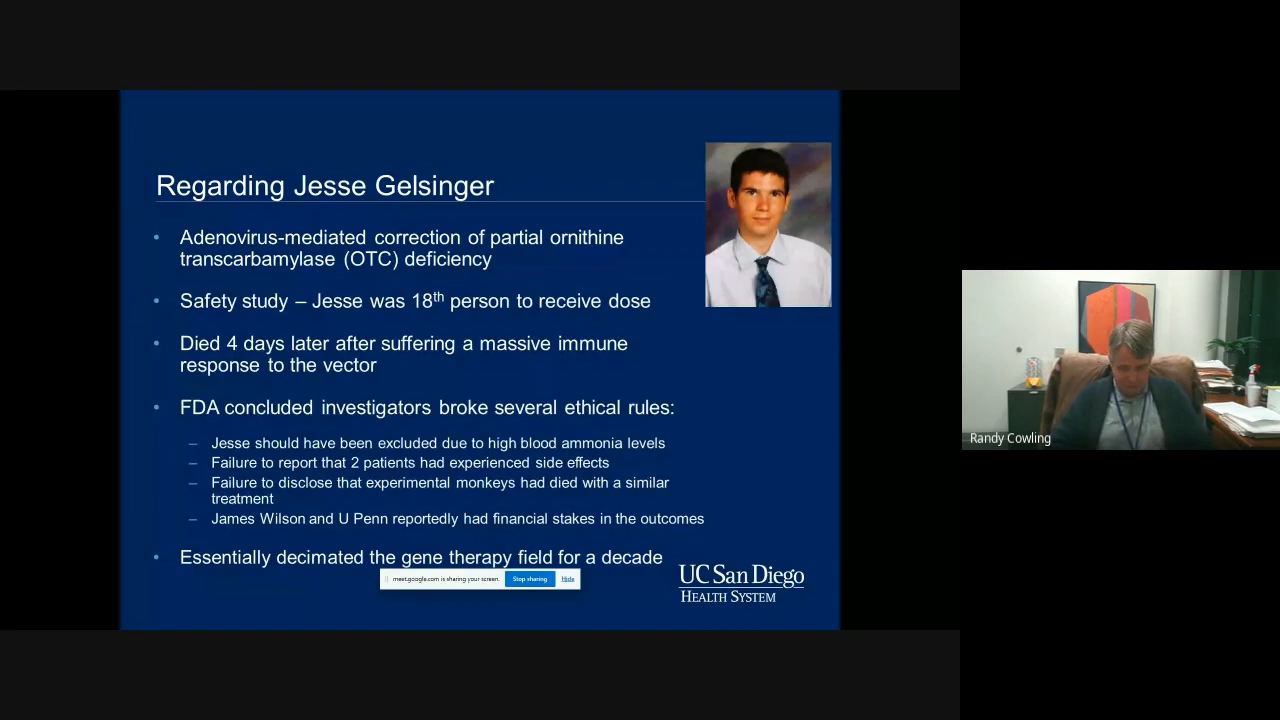 Regarding Jesse Gelsinger
• Adenovirus-mediated correction of partial ornithine
transcarbamylase (OTC) deficiency
• Safety study – Jesse was 18th person to receive dose
• Died 4 days later after suffering a massive immune
response to the vector
• FDA concluded investigators broke several ethical rules:
– Jesse should have been excluded due to high blood ammonia levels
– Failure to report that 2 patients had experienced side effects
– Failure to disclose that experimental monkeys had died with a similar
treatment
– James Wilson and U Penn reportedly had financial stakes in the outcomes
• Essentially decimated the gene therapy field for a decade
meet.google.com is sharing your screen. Stop sharing Hide
UC San Diego
HEALTH SYSTEM
Randy Cowling